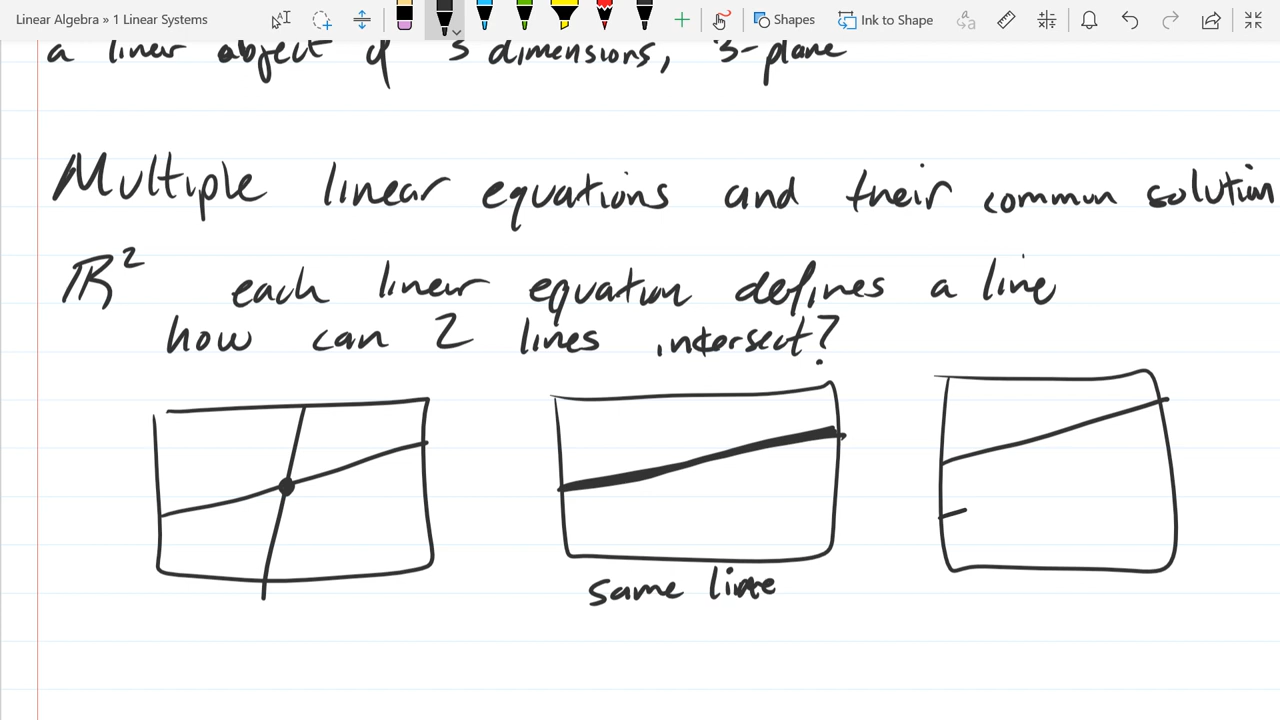 Linear Algebra » 1 Linear Systems
Shapes
Ink to Shape
a linear object of 3 dimensions, 3-plane
Multiple linear equations and their common solution
ℝ² each linear equation defines a line
how can 2 lines intersect?
same line